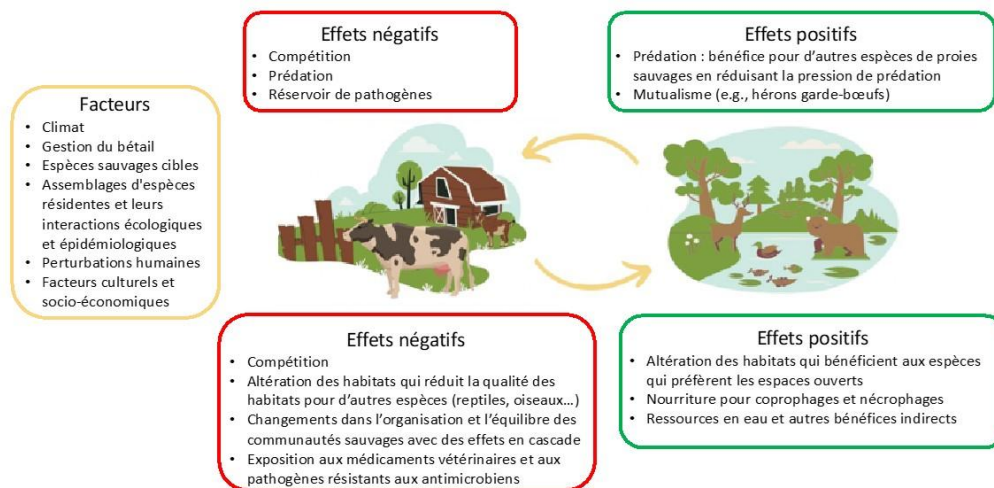 Effets négatifs
• Compétition
• Prédation
• Réservoir de pathogènes
Effets positifs
• Prédation : bénéfice pour d'autres espèces de proies
sauvages en réduisant la pression de prédation
• Mutualisme (e.g., hérons garde-bœufs)
Facteurs
• Climat
• Gestion du bétail
• Espèces sauvages cibles
• Assemblages d'espèces
résidentes et leurs
interactions écologiques
et épidémiologiques
• Perturbations humaines
• Facteurs culturels et
socio-économiques
Effets négatifs
• Compétition
• Altération des habitats qui réduit la qualité des
habitats pour d'autres espèces (reptiles, oiseaux…)
• Changements dans l'organisation et l'équilibre des
communautés sauvages avec des effets en cascade
• Exposition aux médicaments vétérinaires et aux
pathogènes résistants aux antimicrobiens
Effets positifs
• Altération des habitats qui bénéficient aux espèces
qui préfèrent les espaces ouverts
• Nourriture pour coprophages et nécrophages
• Ressources en eau et autres bénéfices indirects